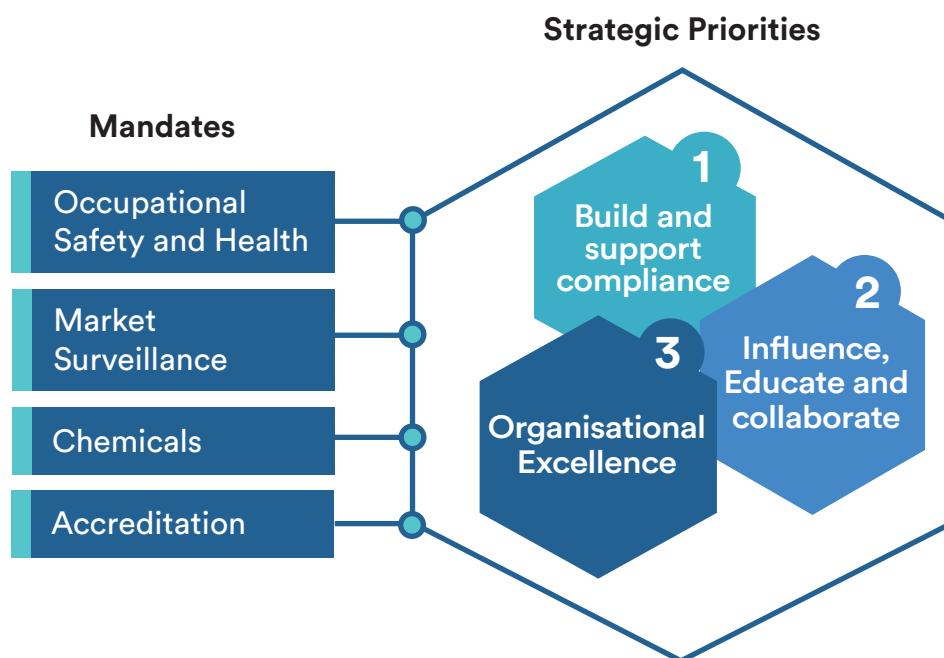 Strategic Priorities
Mandates
Occupational
Safety and Health
Market
Surveillance
Chemicals
Accreditation
1
Build and
support
compliance
2
Influence,
Educate and
collaborate
3
Organisational
Excellence